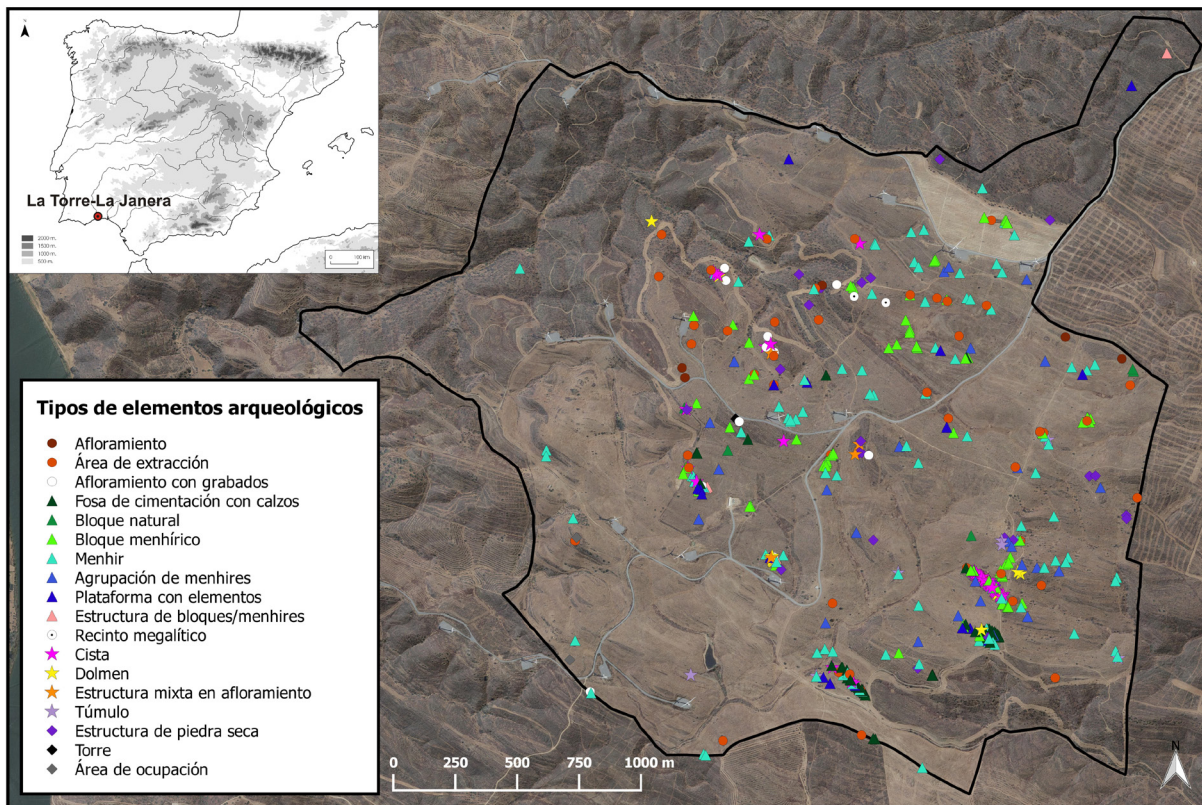 N
La Torre-La Janera
2000 m.
1500 m.
1000 m.
500 m.
0
Tipos de elementos arqueológicos
Afloramiento
Área de extracción
Afloramiento con grabados
Fosa de cimentación con calzos
Bloque natural
Bloque menhírico
Menhir
Agrupación de menhires
Plataforma con elementos
Estructura de bloques/menhires
Recinto megalítico
Cista
Dolmen
Estructura mixta en afloramiento
Túmulo
Estructura de piedra seca
Torre
Área de ocupación
0 250 500 750 1000 m
N